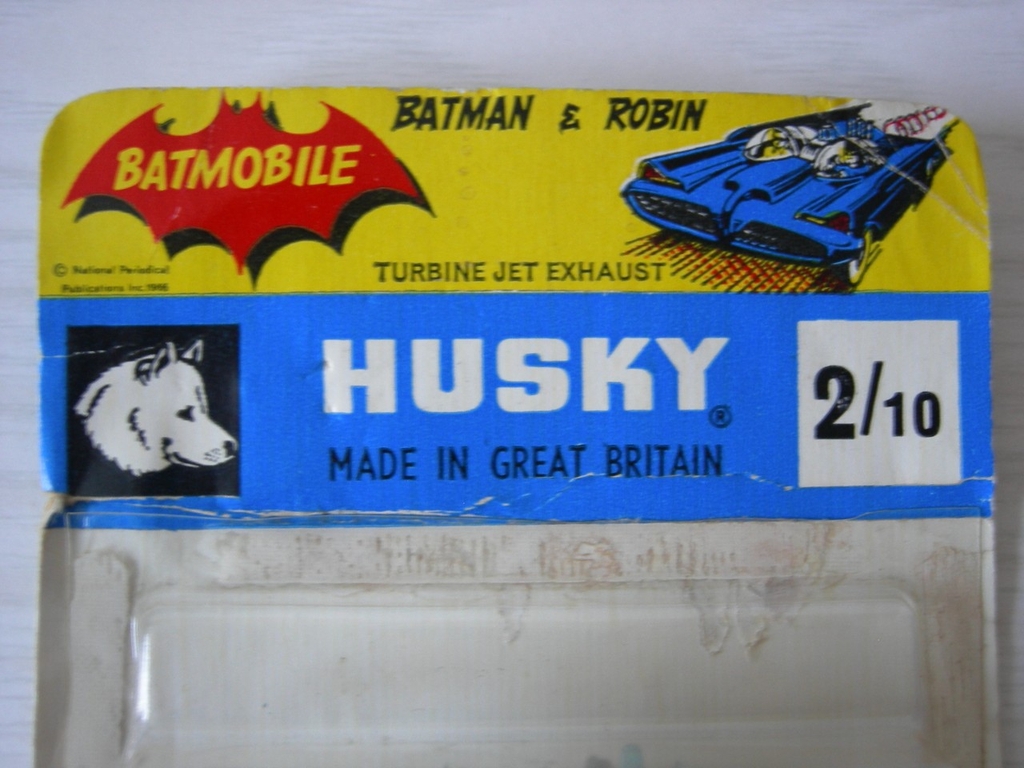 BATMAN & ROBIN
BATMOBILE
© National Periodical
Publications Inc. 1966
TURBINE JET EXHAUST
HUSKY®
2/10
MADE IN GREAT BRITAIN